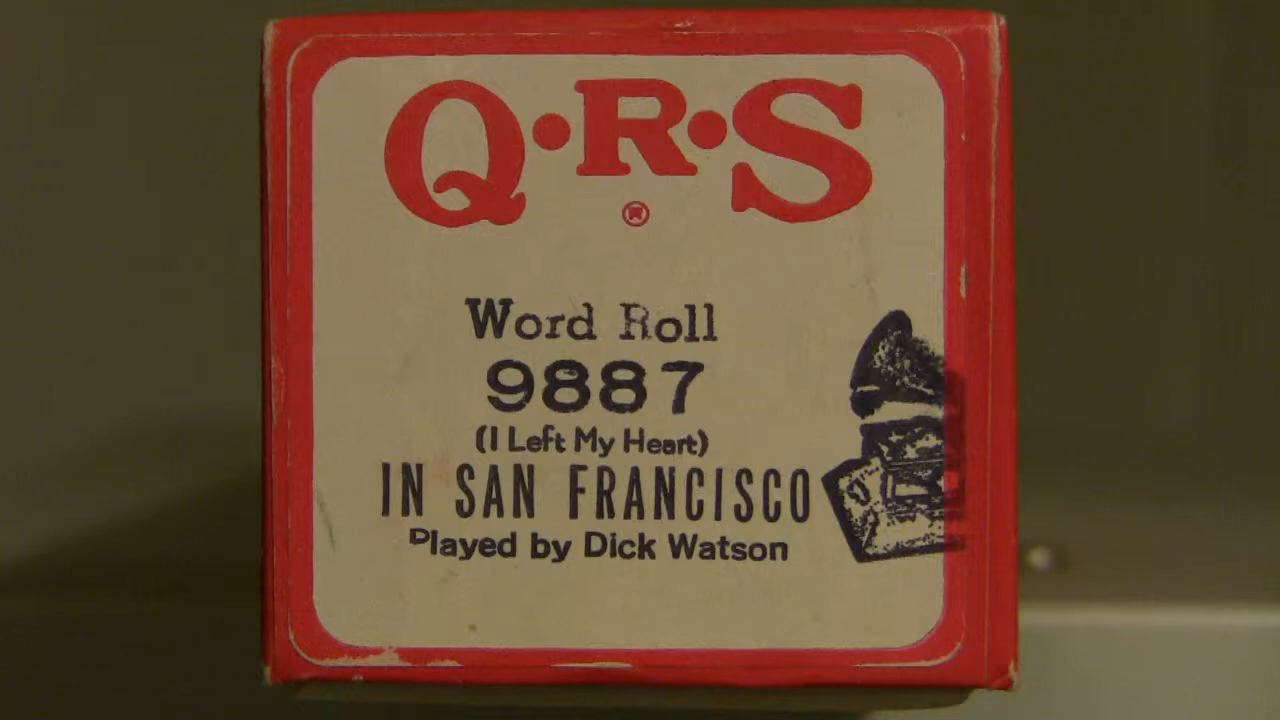 Q·R·S
Word Roll
9887
(I Left My Heart)
IN SAN FRANCISCO
Played by Dick Watson